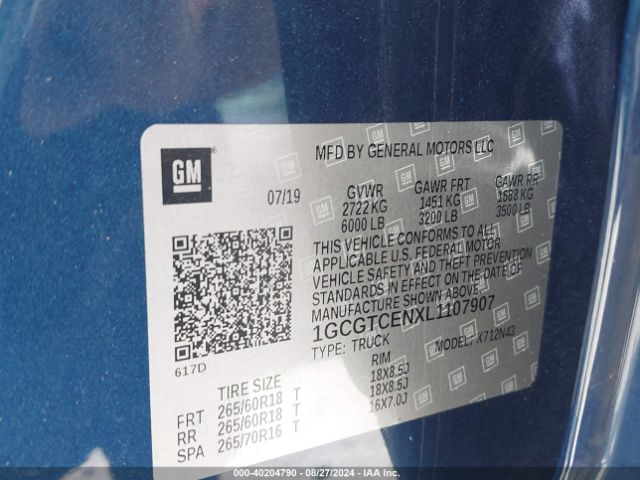 GM
MFD BY GENERAL MOTORS LLC
07/19
GVWR GAWR FRT GAWR RR
2722 KG 1451 KG 1588 KG
6000 LB 3200 LB 3500 LB
THIS VEHICLE CONFORMS TO ALL
APPLICABLE U.S. FEDERAL MOTOR
VEHICLE SAFETY AND THEFT PREVENTION
STANDARDS IN EFFECT ON THE DATE OF
MANUFACTURE SHOWN ABOVE.
1GCGTCENXL1107907
TYPE: TRUCK MODEL: X712N43
617D
TIRE SIZE RIM
FRT 265/60R18 T 18X8.5J
RR 265/60R18 T 18X8.5J
SPA 265/70R16 T 16X7.0J
000-40204790 - 08/27/2024 - IAA Inc.